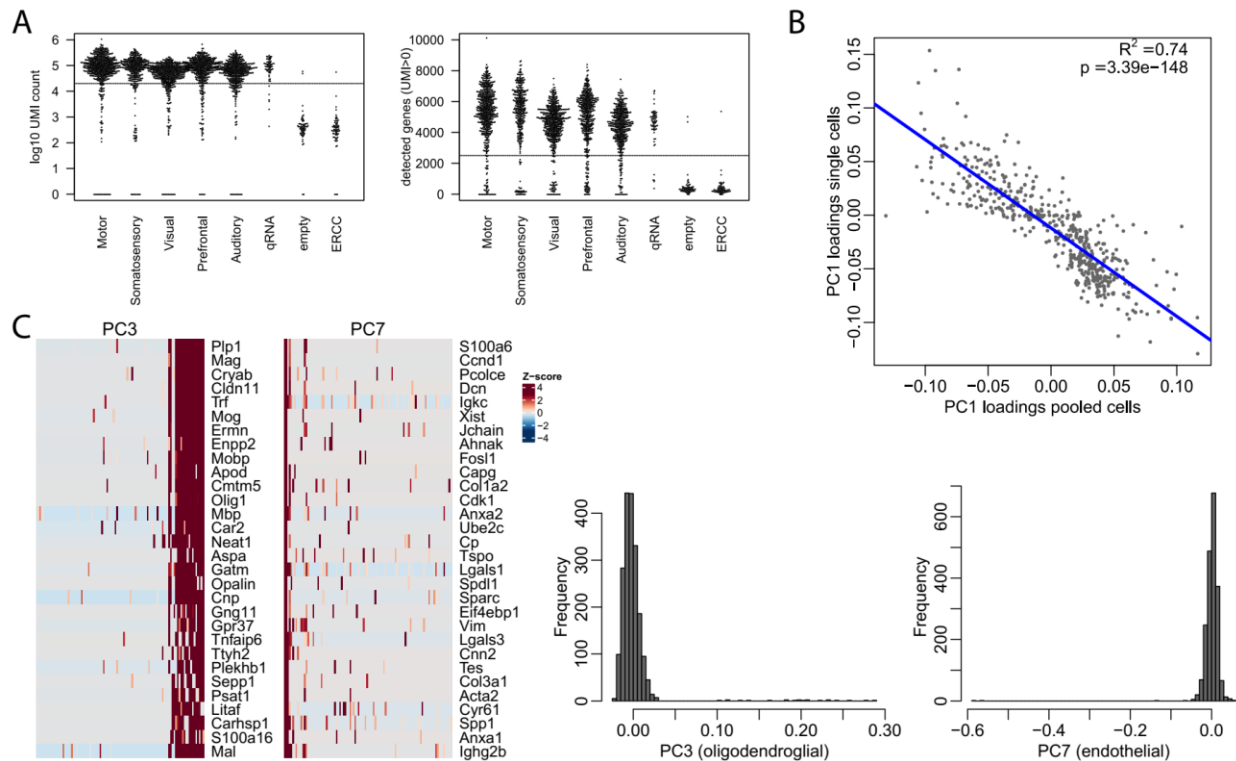 A
log10 UMI count
6
5
4
3
2
1
0
Motor
Somatosensory
Visual
Prefrontal
Auditory
qRNA
empty
ERCC
detected genes (UMI>0)
10000
8000
6000
4000
2000
0
Motor
Somatosensory
Visual
Prefrontal
Auditory
qRNA
empty
ERCC
B
R² =0.74
p =3.39e−148
PC1 loadings single cells
0.15
0.10
0.05
0.00
−0.05
−0.10
−0.10 −0.05 0.00 0.05 0.10
PC1 loadings pooled cells
C
PC3
Plp1
Mag
Cryab
Cldn11
Trf
Mog
Ermn
Enpp2
Mobp
Apod
Cmtm5
Olig1
Mbp
Car2
Neat1
Aspa
Gatm
Opalin
Cnp
Gng11
Gpr37
Tnfaip6
Ttyh2
Plekhb1
Sepp1
Psat1
Litaf
Carhsp1
S100a16
Mal
PC7
S100a6
Ccnd1
Pcolce
Dcn
Igkc
Xist
Jchain
Ahnak
Fosl1
Capg
Col1a2
Cdk1
Anxa2
Ube2c
Cp
Tspo
Lgals1
Spdl1
Sparc
Eif4ebp1
Vim
Lgals3
Cnn2
Tes
Col3a1
Acta2
Cyr61
Spp1
Anxa1
Ighg2b
Z−score
4
2
0
−2
−4
Frequency
400
300
200
100
0
0.00 0.10 0.20 0.30
PC3 (oligodendroglial)
Frequency
600
400
200
0
−0.6 −0.4 −0.2 0.0
PC7 (endothelial)